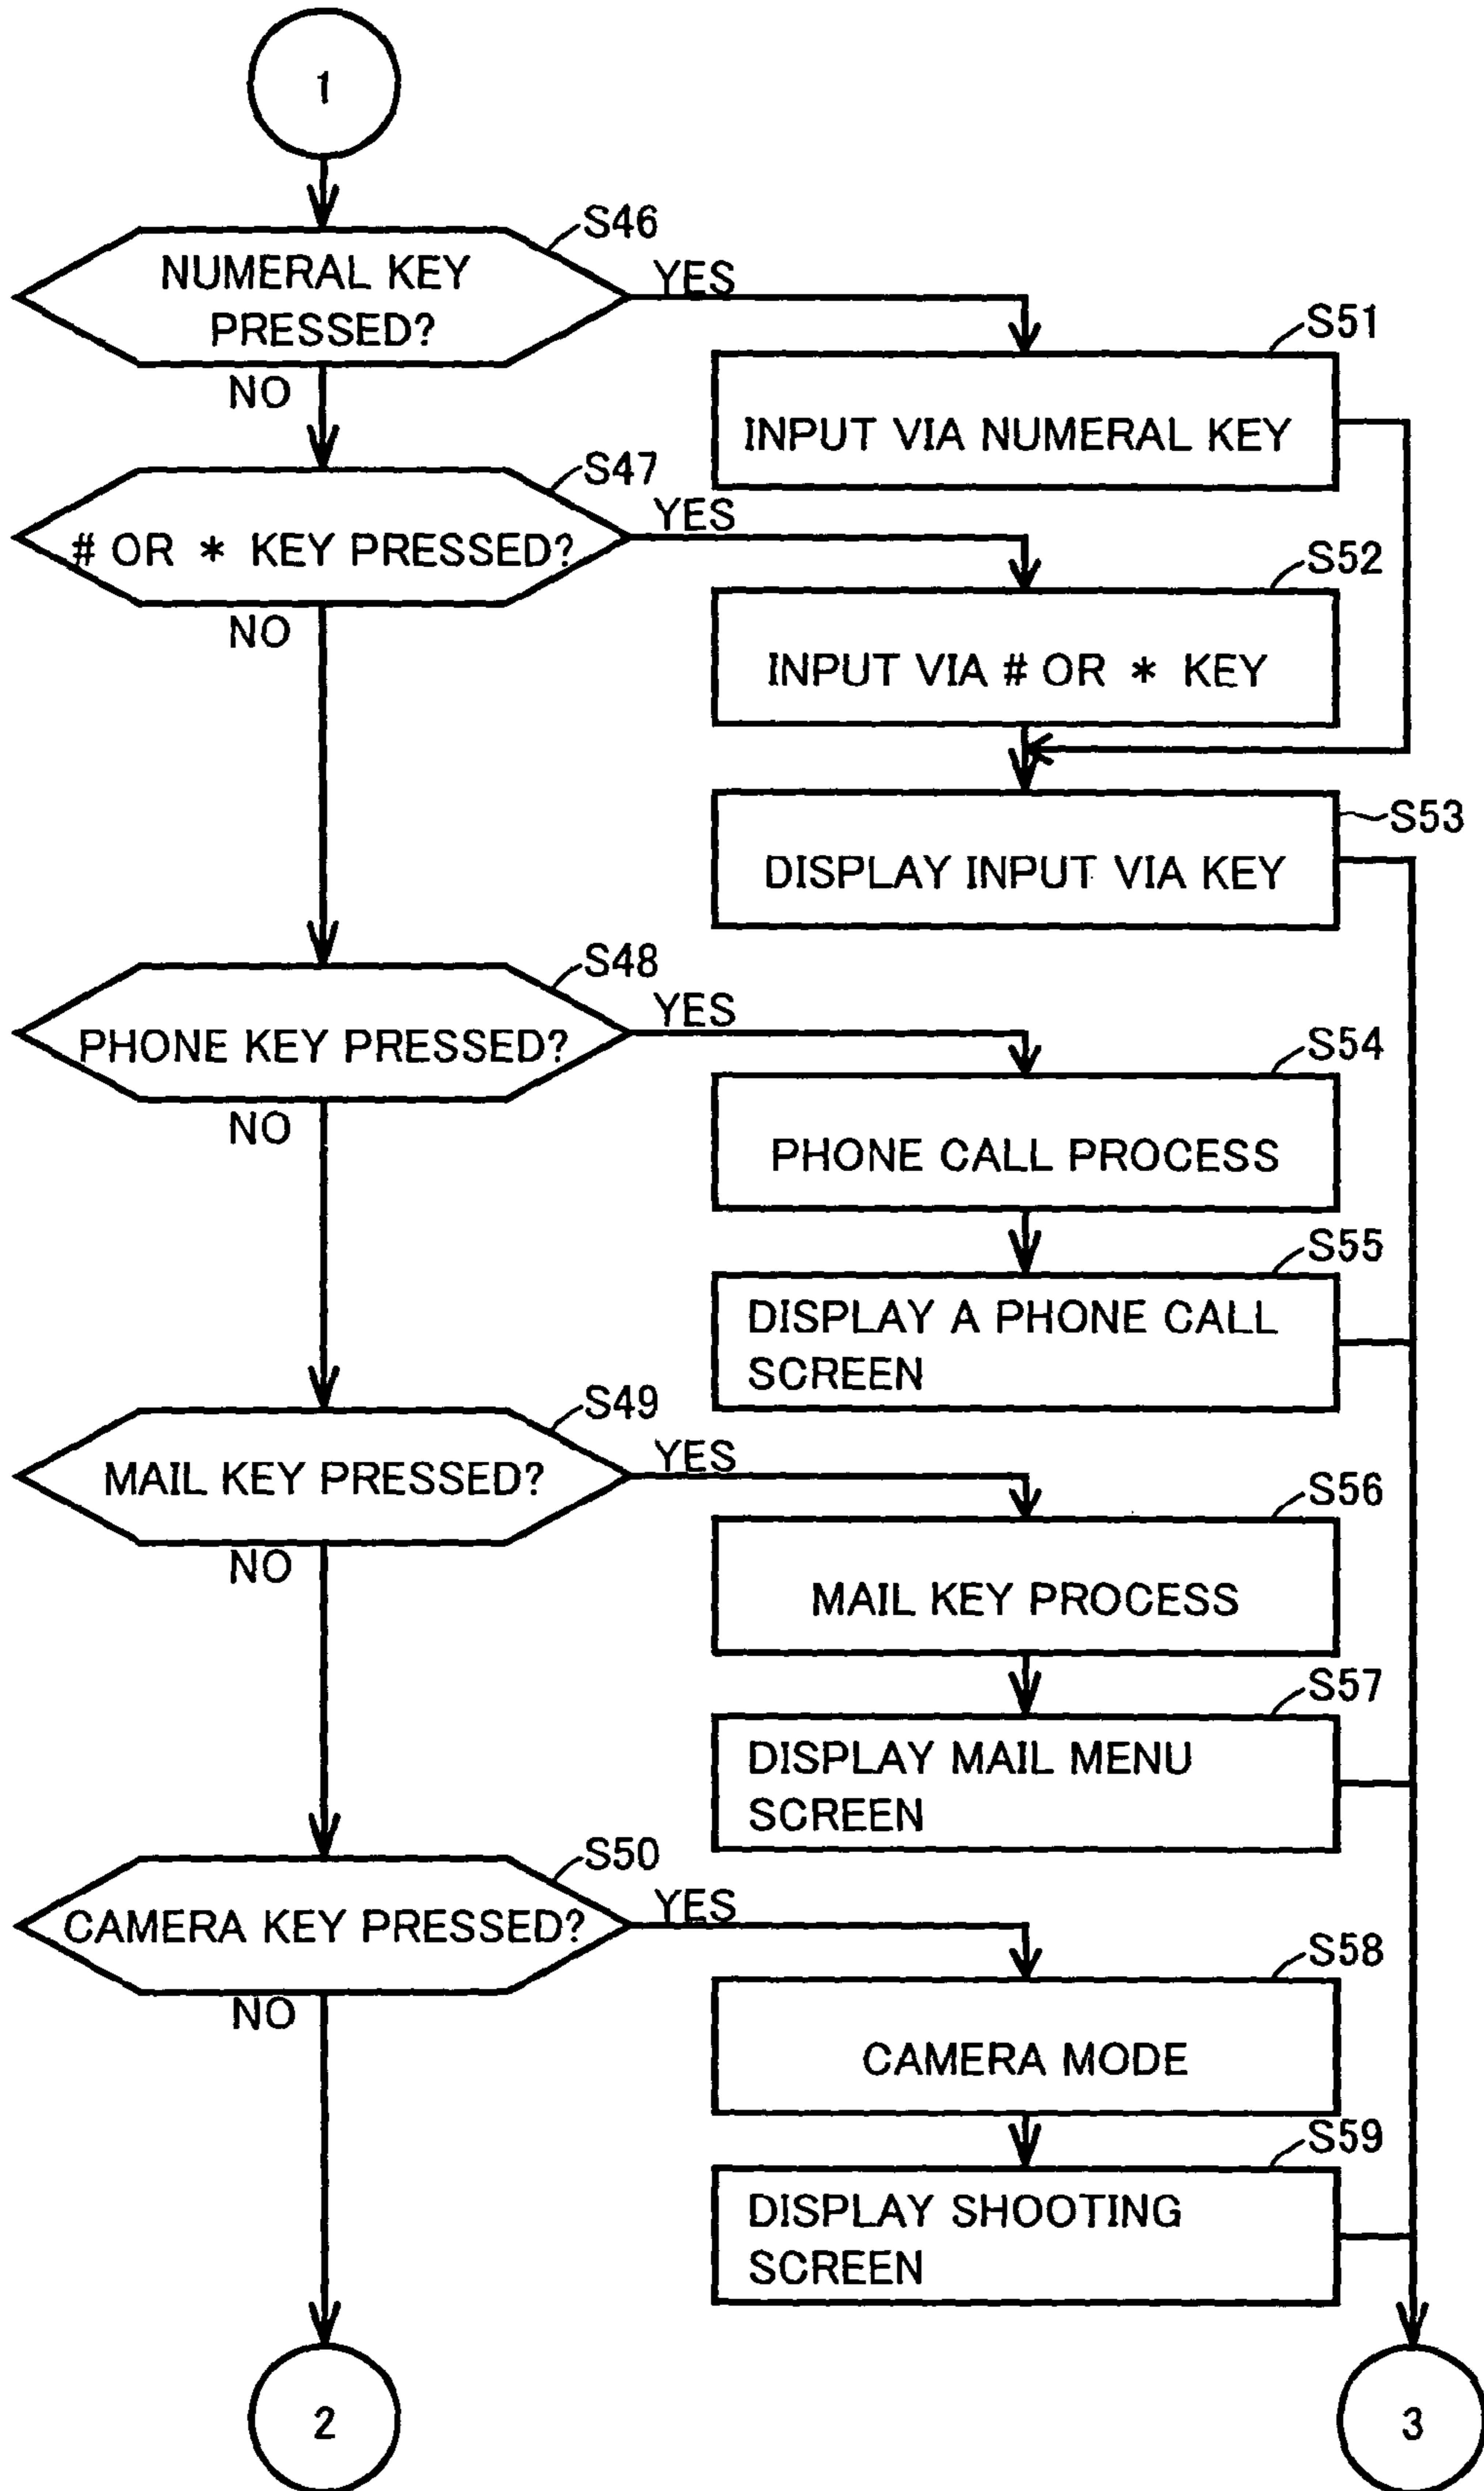 1
S46
NUMERAL KEY
PRESSED?
YES
NO
S51
INPUT VIA NUMERAL KEY
S47
# OR * KEY PRESSED?
YES
NO
S52
INPUT VIA # OR * KEY
S53
DISPLAY INPUT VIA KEY
S48
PHONE KEY PRESSED?
YES
NO
S54
PHONE CALL PROCESS
S55
DISPLAY A PHONE CALL
SCREEN
S49
MAIL KEY PRESSED?
YES
NO
S56
MAIL KEY PROCESS
S57
DISPLAY MAIL MENU
SCREEN
S50
CAMERA KEY PRESSED?
YES
NO
S58
CAMERA MODE
S59
DISPLAY SHOOTING
SCREEN
2
3